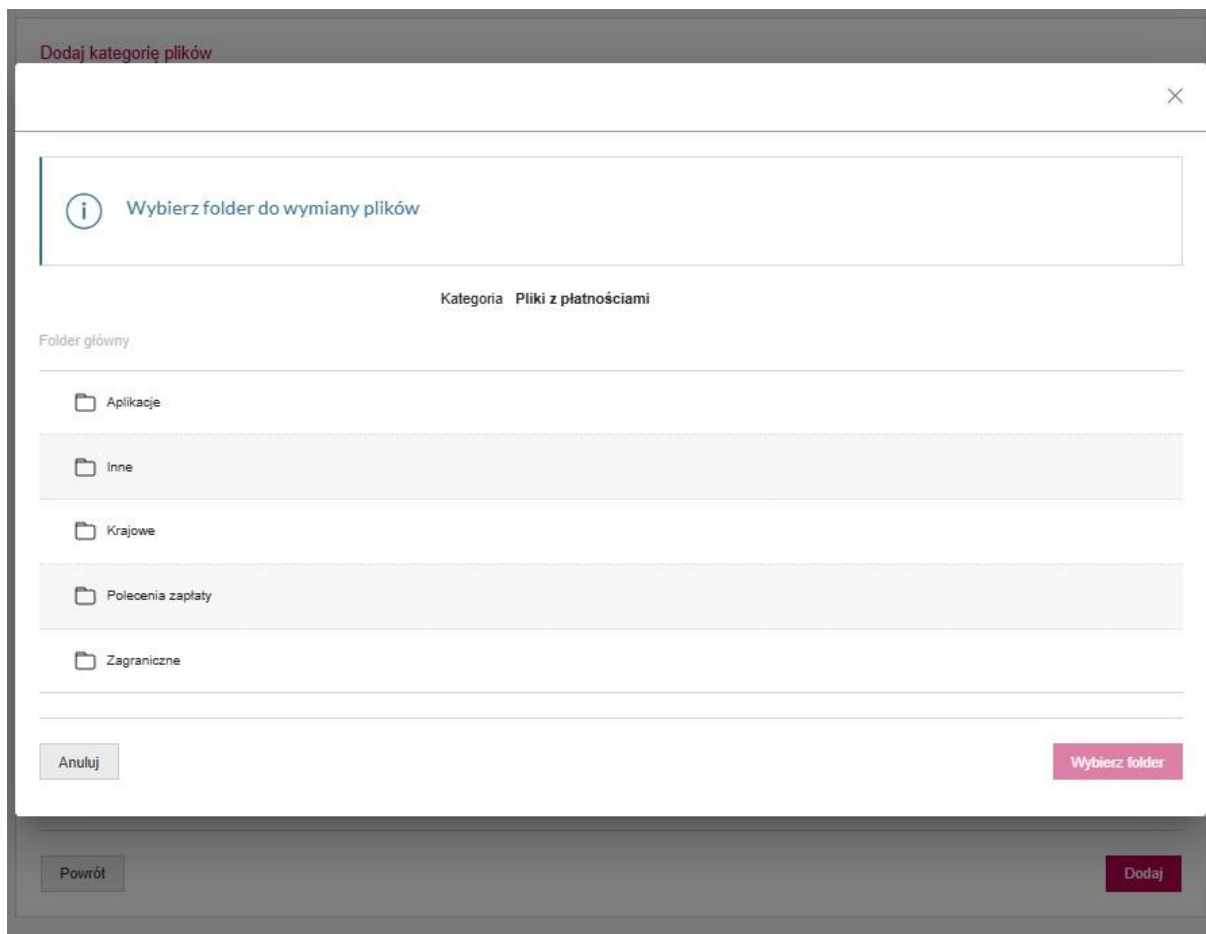 Dodaj kategorię plików
Wybierz folder do wymiany plików
Kategoria Pliki z płatnościami
Folder główny
Aplikacje
Inne
Krajowe
Polecenia zapłaty
Zagraniczne
Anuluj
Wybierz folder
Powrót
Dodaj